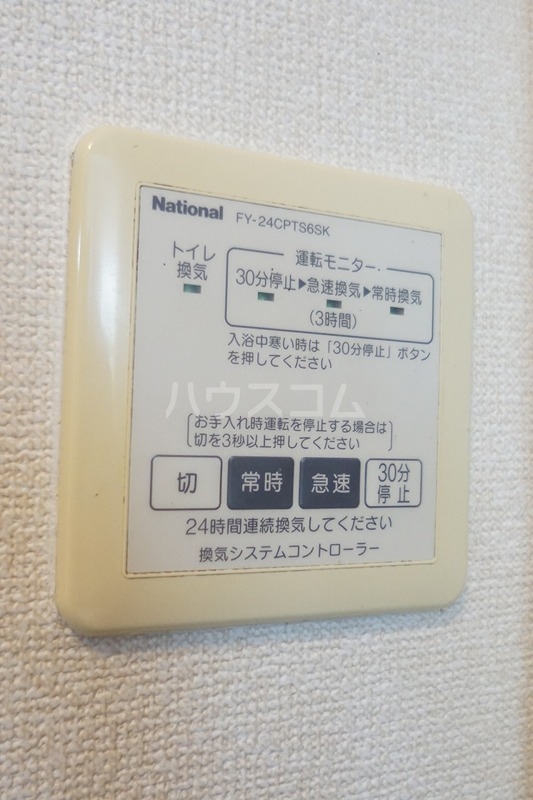 National FY-24CPTS6SK
トイレ
換気
運転モニター
30分停止▶急速換気▶常時換気
(3時間)
入浴中寒い時は「30分停止」ボタン
を押してください
ハウスコム
お手入れ時運転を停止する場合は
切を3秒以上押してください
切 常時 急速 30分
停止
24時間連続換気してください
換気システムコントローラー